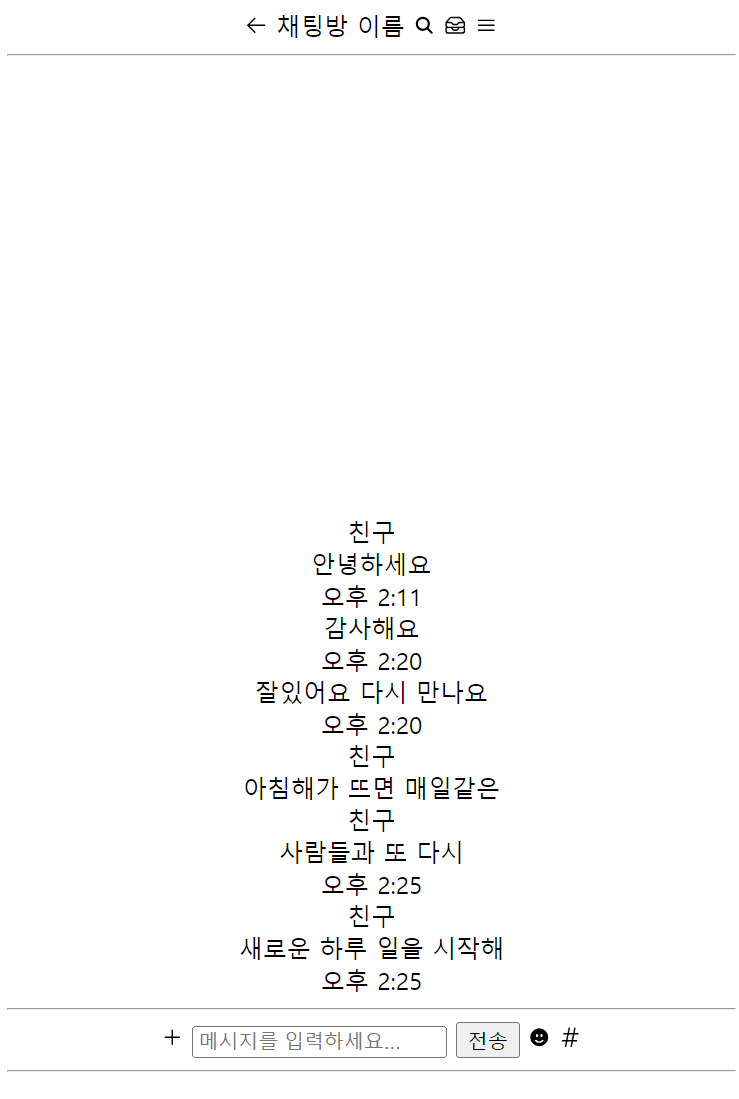 채팅방 이름
친구
안녕하세요
오후 2:11
감사해요
오후 2:20
잘있어요 다시 만나요
오후 2:20
친구
아침해가 뜨면 매일같은
친구
사람들과 또 다시
오후 2:25
친구
새로운 하루 일을 시작해
오후 2:25
메시지를 입력하세요... 전송 #